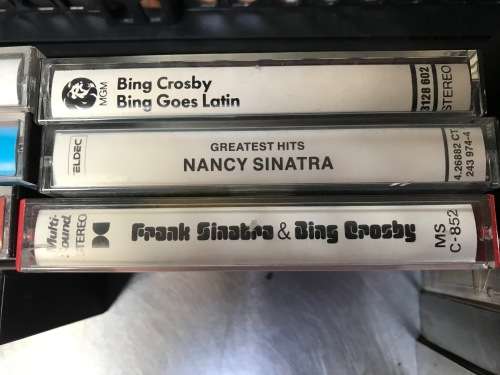 MGM
Bing Crosby
Bing Goes Latin
3128 602
STEREO
ELDEC
GREATEST HITS
NANCY SINATRA
4.26882 CT
243 974-4
Multi-
Sound
STEREO
Frank Sinatra & Bing Crosby
MS
C-852